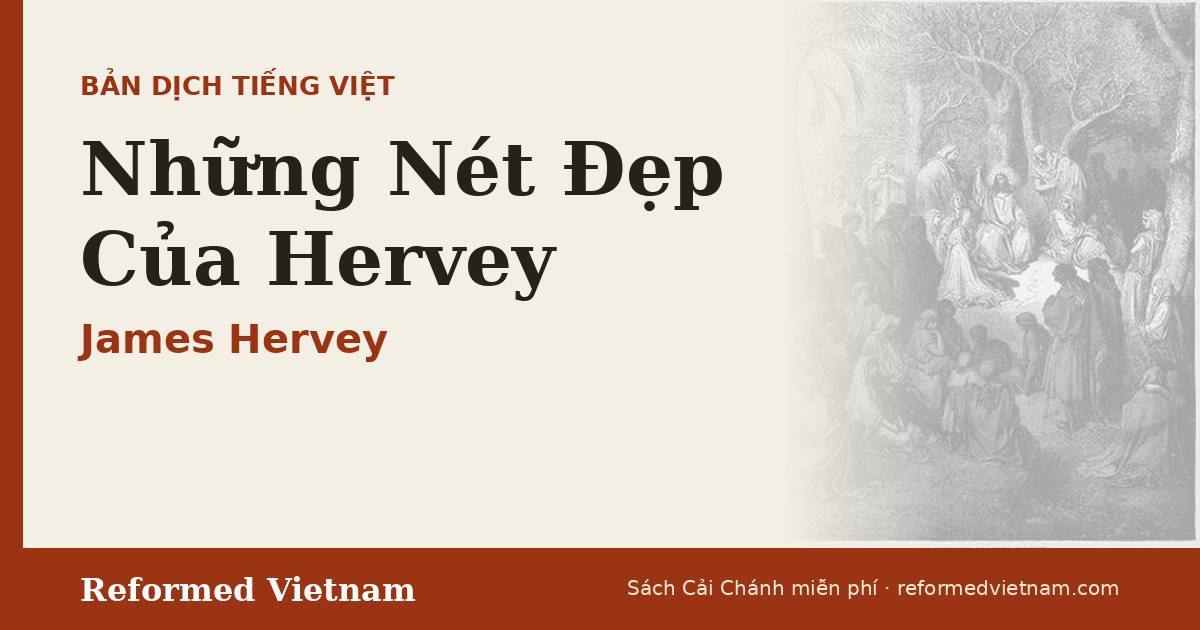 BẢN DỊCH TIẾNG VIỆT
Những Nét Đẹp
Của Hervey
James Hervey
Reformed Vietnam
Sách Cải Chánh miễn phí · reformedvietnam.com